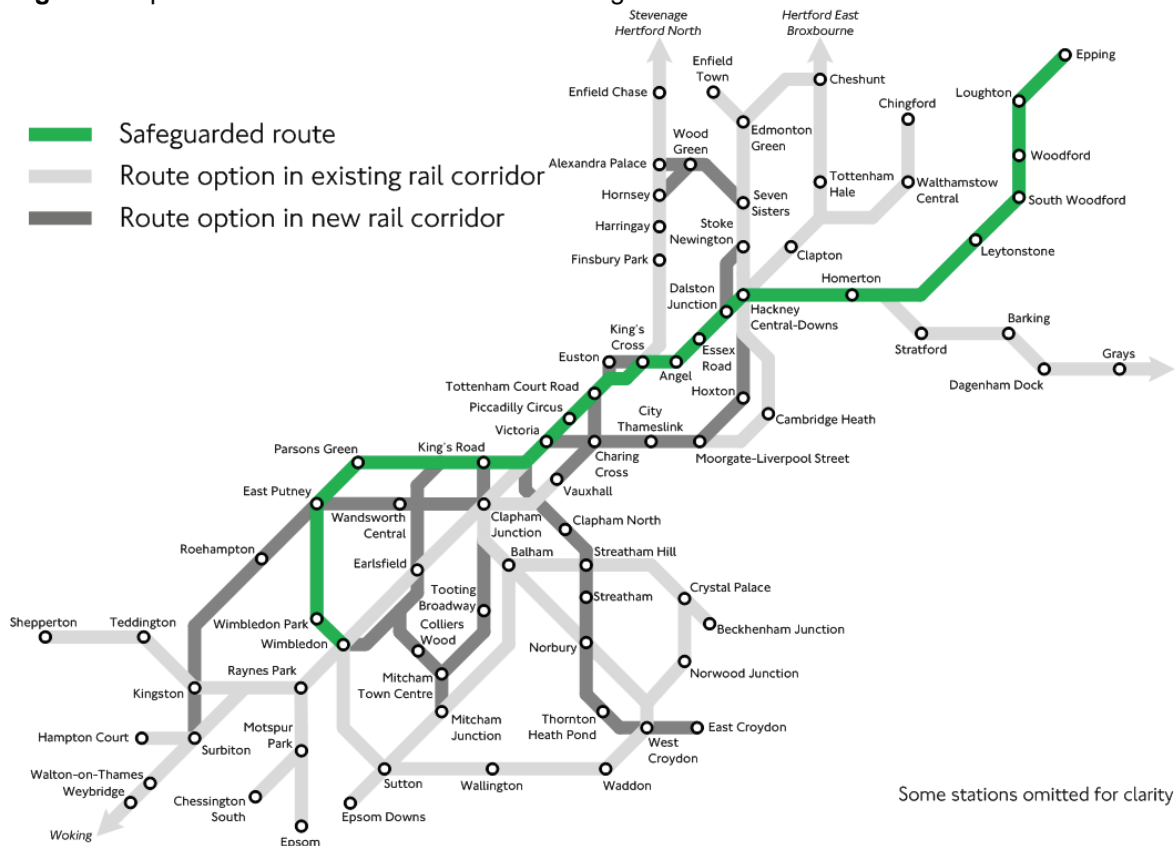 Stevenage
Hertford North
Hertford East
Broxbourne
Epping
Enfield
Town
Cheshunt
Enfield Chase
Loughton
Chingford
Safeguarded route
Edmonton
Green
Wood
Green
Woodford
Alexandra Palace
Route option in existing rail corridor
Tottenham
Hale
Walthamstow
Central
Hornsey
South Woodford
Seven
Sisters
Route option in new rail corridor
Harringay
Stoke
Newington
Leytonstone
Clapton
Finsbury Park
Homerton
Dalston
Junction
Hackney
Central-Downs
Barking
King's
Cross
Stratford
Essex
Road
Euston
Angel
Grays
Dagenham Dock
Tottenham Court Road
Hoxton
Piccadilly Circus
City
Thameslink
Cambridge Heath
Victoria
Parsons Green
King's Road
Charing
Cross
Moorgate-Liverpool Street
Vauxhall
East Putney
Wandsworth
Central
Clapham
Junction
Clapham North
Roehampton
Earlsfield
Balham
Streatham Hill
Crystal Palace
Tooting
Broadway
Streatham
Shepperton
Teddington
Wimbledon Park
Colliers
Wood
Beckhenham Junction
Wimbledon
Norbury
Raynes Park
Norwood Junction
Kingston
Mitcham
Town Centre
Mitcham
Junction
Thornton
Heath Pond
East Croydon
Hampton Court
Motspur
Park
Surbiton
West
Croydon
Walton-on-Thames
Weybridge
Sutton
Wallington
Waddon
Chessington
South
Epsom Downs
Some stations omitted for clarity
Woking
Epsom